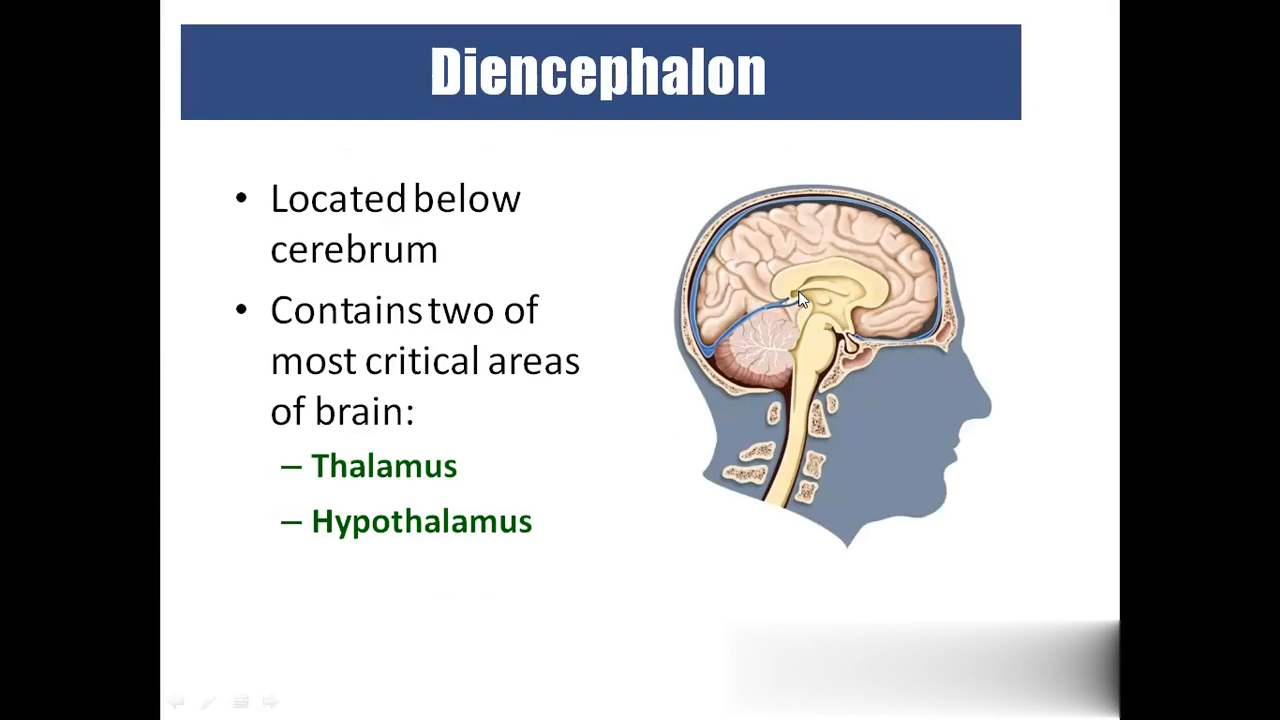 Diencephalon
• Located below
cerebrum
• Contains two of
most critical areas
of brain:
– Thalamus
– Hypothalamus